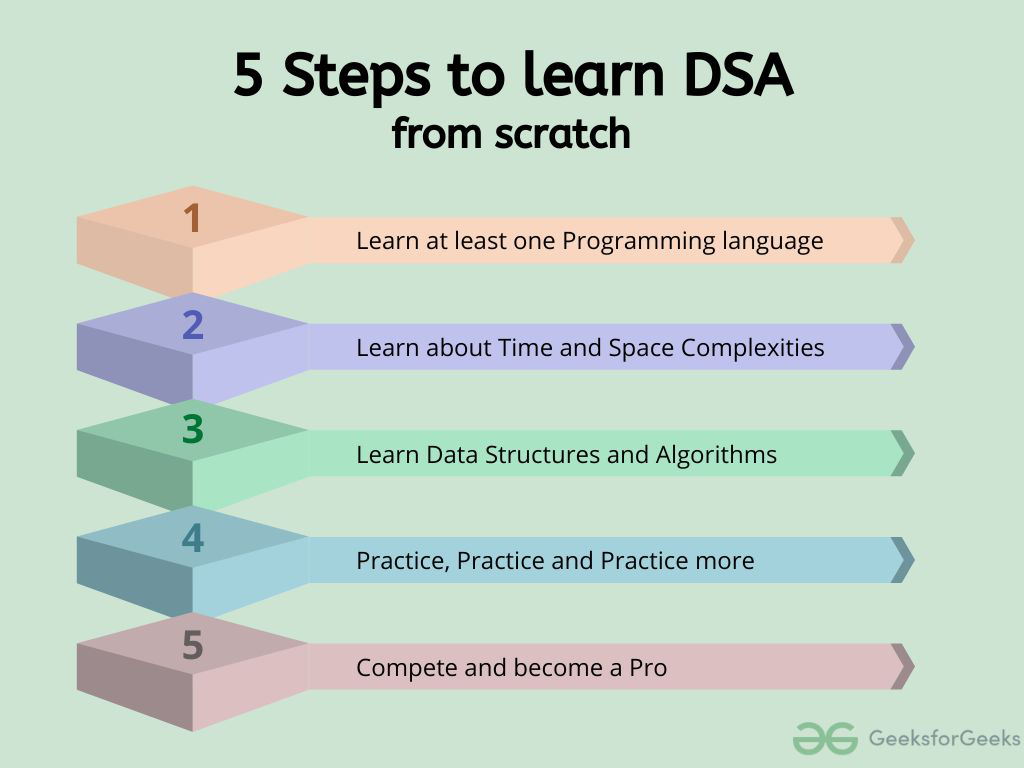 5 Steps to learn DSA
from scratch
1
Learn at least one Programming language
2
Learn about Time and Space Complexities
3
Learn Data Structures and Algorithms
4
Practice, Practice and Practice more
5
Compete and become a Pro
GeeksforGeeks